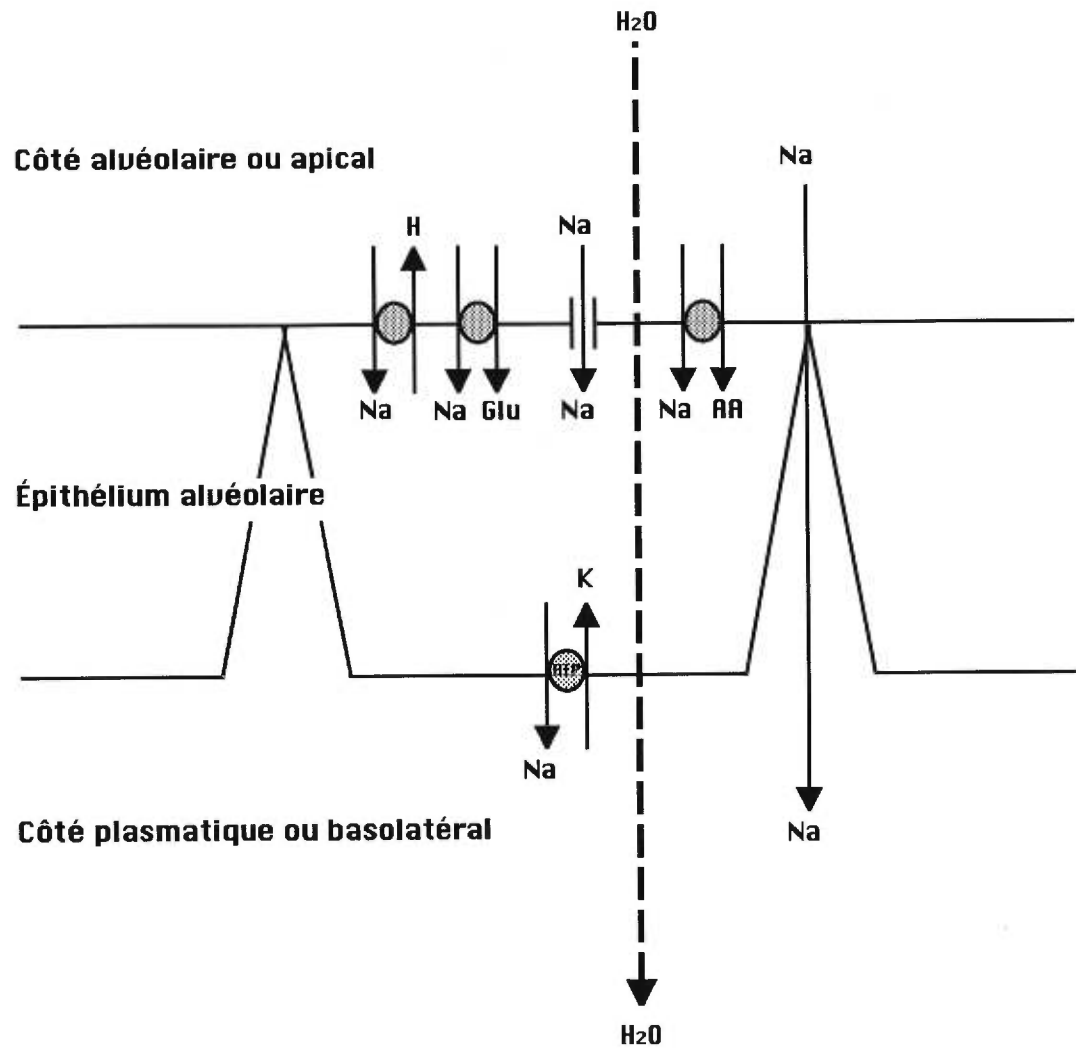 H2O
Côté alvéolaire ou apical
Na
H
Na
Na
Na Glu
Na
Na AA
Épithélium alvéolaire
K
Na
Côté plasmatique ou basolatéral
Na
H2O